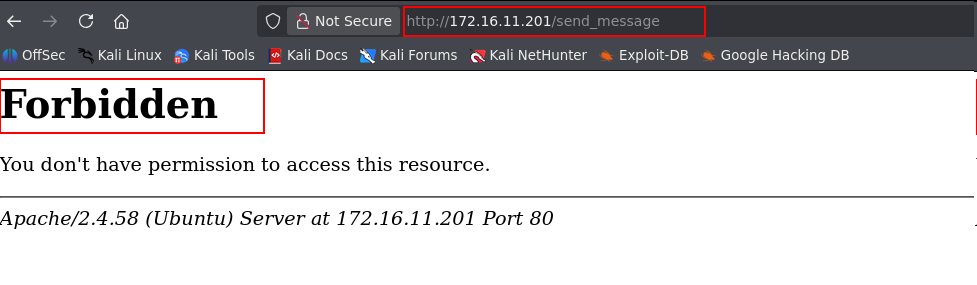 Not Secure http://172.16.11.201/send_message
OffSec Kali Linux Kali Tools Kali Docs Kali Forums Kali NetHunter Exploit-DB Google Hacking DB
Forbidden
You don't have permission to access this resource.
Apache/2.4.58 (Ubuntu) Server at 172.16.11.201 Port 80